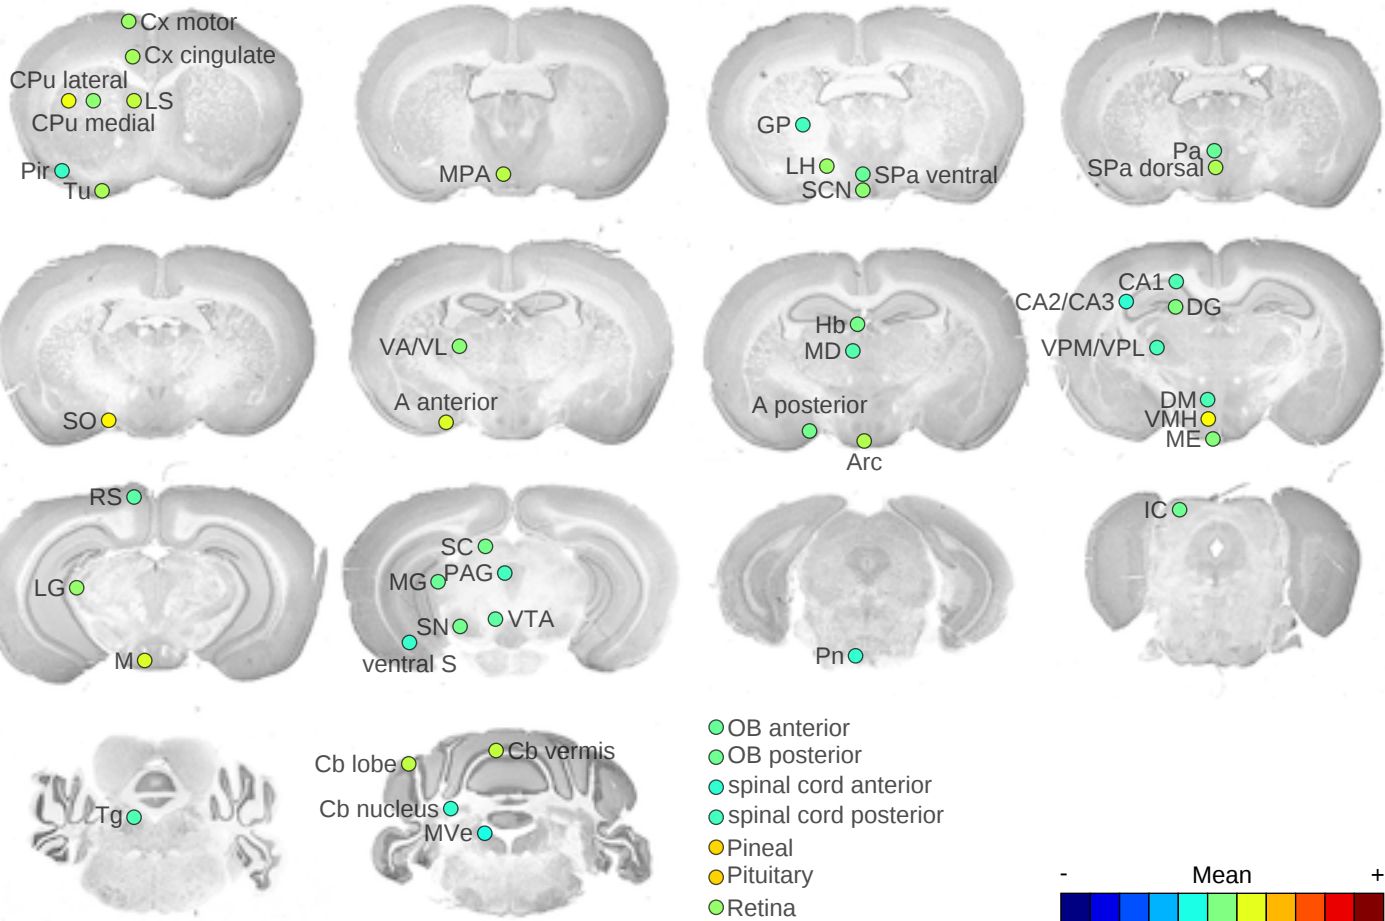 Cx motor
Cx cingulate
CPu lateral
LS
CPu medial
Pir
Tu
MPA
GP
LH
SPa ventral
SCN
Pa
SPa dorsal
SO
VA/VL
A anterior
Hb
MD
A posterior
Arc
CA1
CA2/CA3
DG
VPM/VPL
DM
VMH
ME
RS
LG
M
SC
MG
PAG
SN
VTA
ventral S
Pn
IC
Tg
Cb lobe
Cb vermis
Cb nucleus
MVe
OB anterior
OB posterior
spinal cord anterior
spinal cord posterior
Pineal
Pituitary
Retina
- Mean +